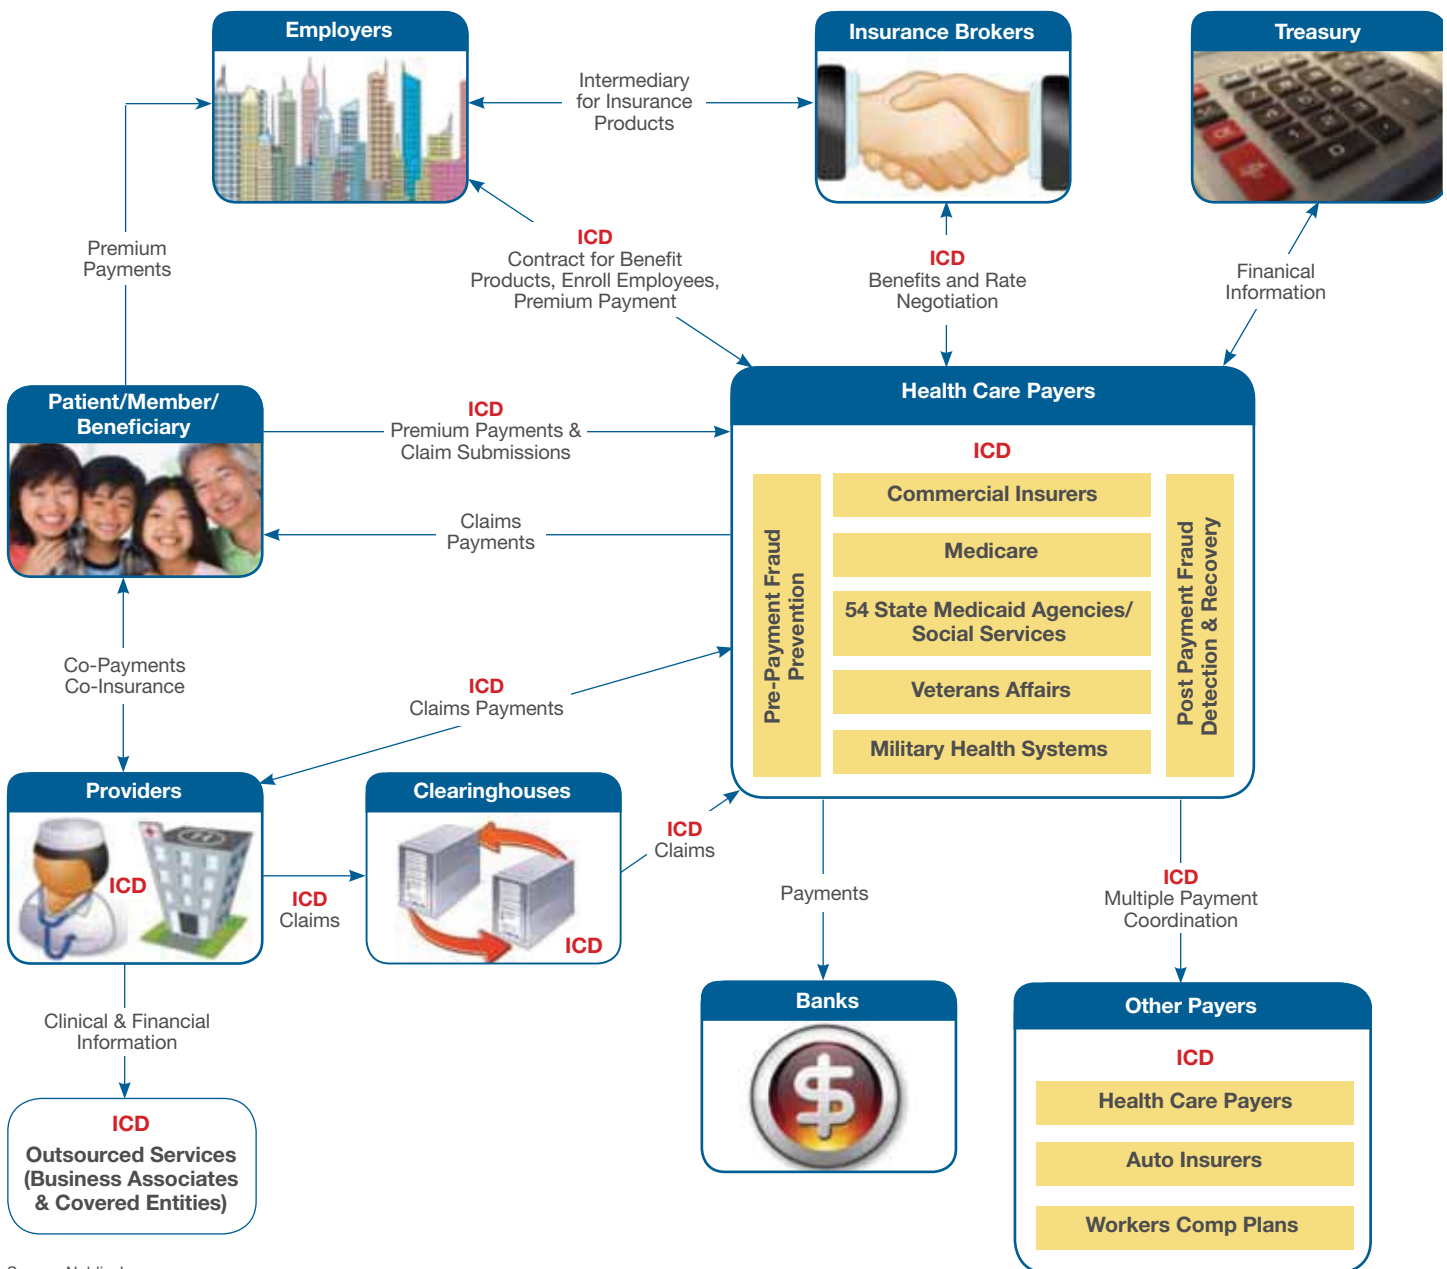 Employers
Insurance Brokers
Treasury
Intermediary
for Insurance
Products
Premium
Payments
ICD
Contract for Benefit
Products, Enroll Employees,
Premium Payment
ICD
Benefits and Rate
Negotiation
Finanical
Information
Patient/Member/
Beneficiary
ICD
Premium Payments &
Claim Submissions
Claims
Payments
Health Care Payers
ICD
Pre-Payment Fraud
Prevention
Commercial Insurers
Medicare
54 State Medicaid Agencies/
Social Services
Veterans Affairs
Military Health Systems
Post Payment Fraud
Detection & Recovery
Co-Payments
Co-Insurance
ICD
Claims Payments
Providers
ICD
H
ICD
Claims
Clearinghouses
ICD
ICD
Claims
Payments
ICD
Multiple Payment
Coordination
Clinical & Financial
Information
ICD
Outsourced Services
(Business Associates
& Covered Entities)
Banks
$
Other Payers
ICD
Health Care Payers
Auto Insurers
Workers Comp Plans